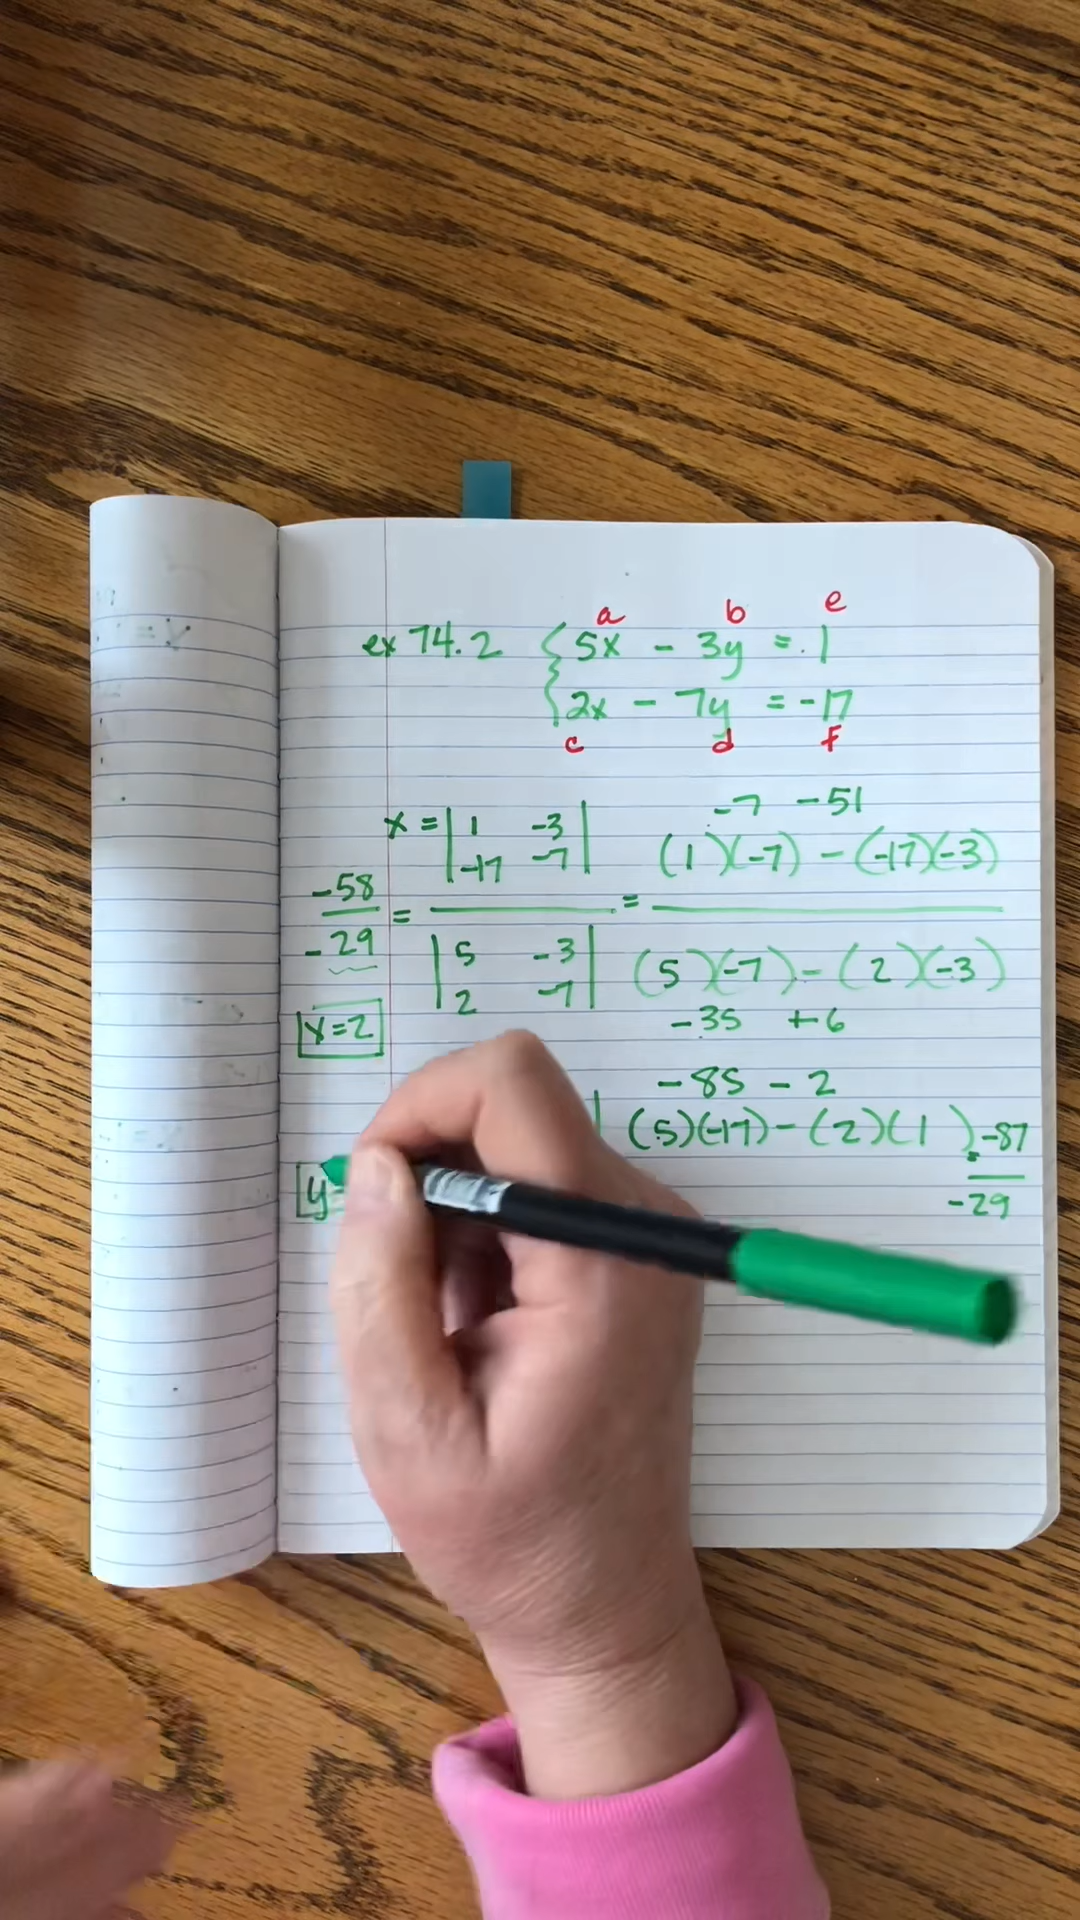 a b e
ex 74.2 { 5x - 3y = 1
2x - 7y = -17
c d f
-7 -51
x = | 1 -3 | (1)(-7) - (-17)(-3)
| -17 -7 |
-58 = =
-29
| 5 -3 | (5)(-7) - (2)(-3)
| 2 -7 |
x=2 -35 +6
-85 - 2
(5)(-17) - (2)(1) -87
y= -29